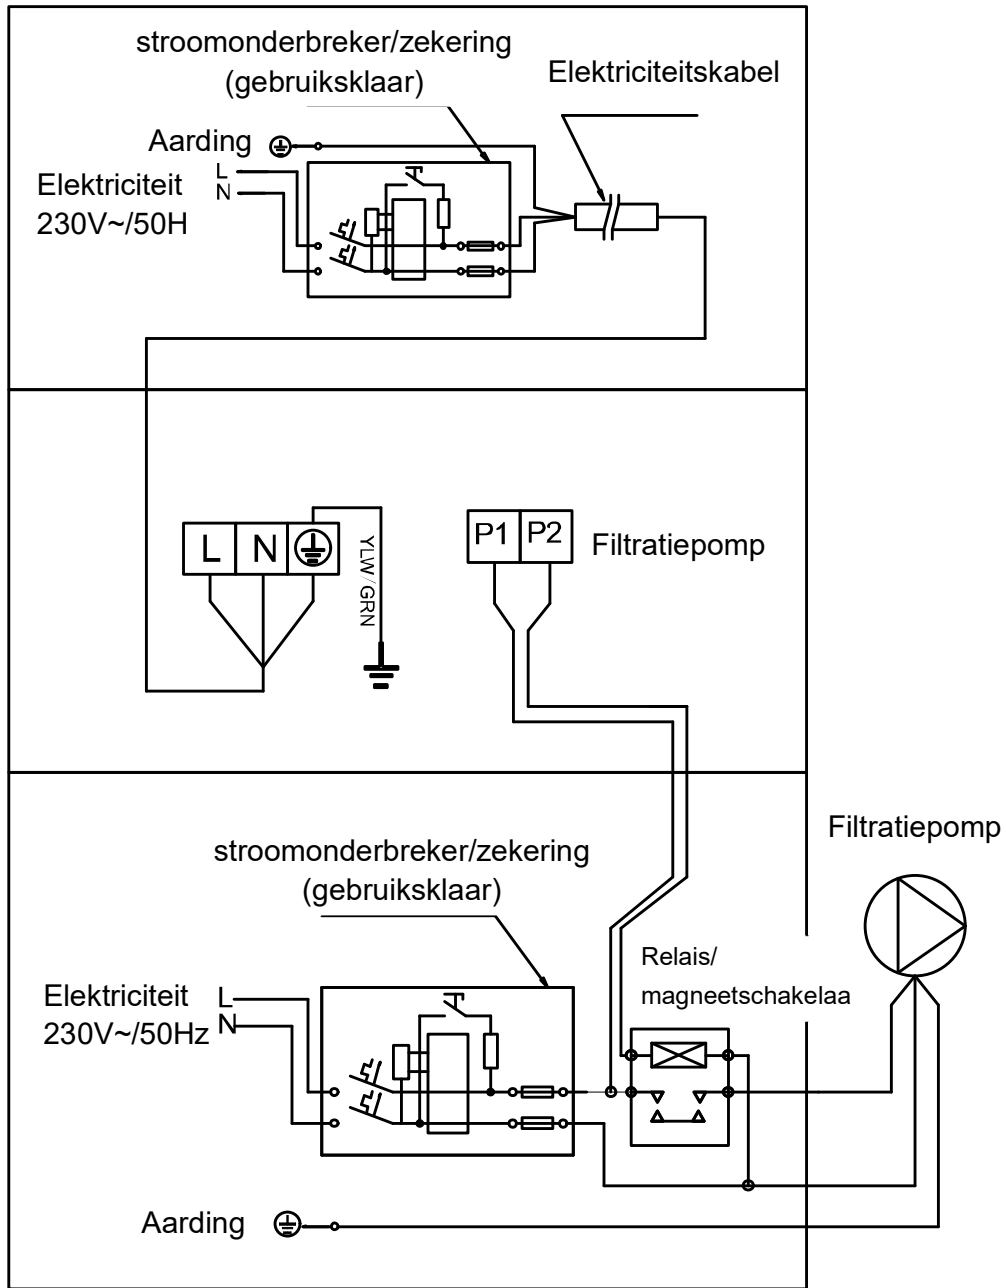 stroomonderbreker/zekering
(gebruiksklaar)
Elektriciteitskabel
Aarding
L
Elektriciteit
N
230V~/50H
L N
YLW/GRN
P1 P2
Filtratiepomp
Filtratiepomp
stroomonderbreker/zekering
(gebruiksklaar)
Relais/
magneetschakelaa
Elektriciteit L
230V~/50Hz N
Aarding